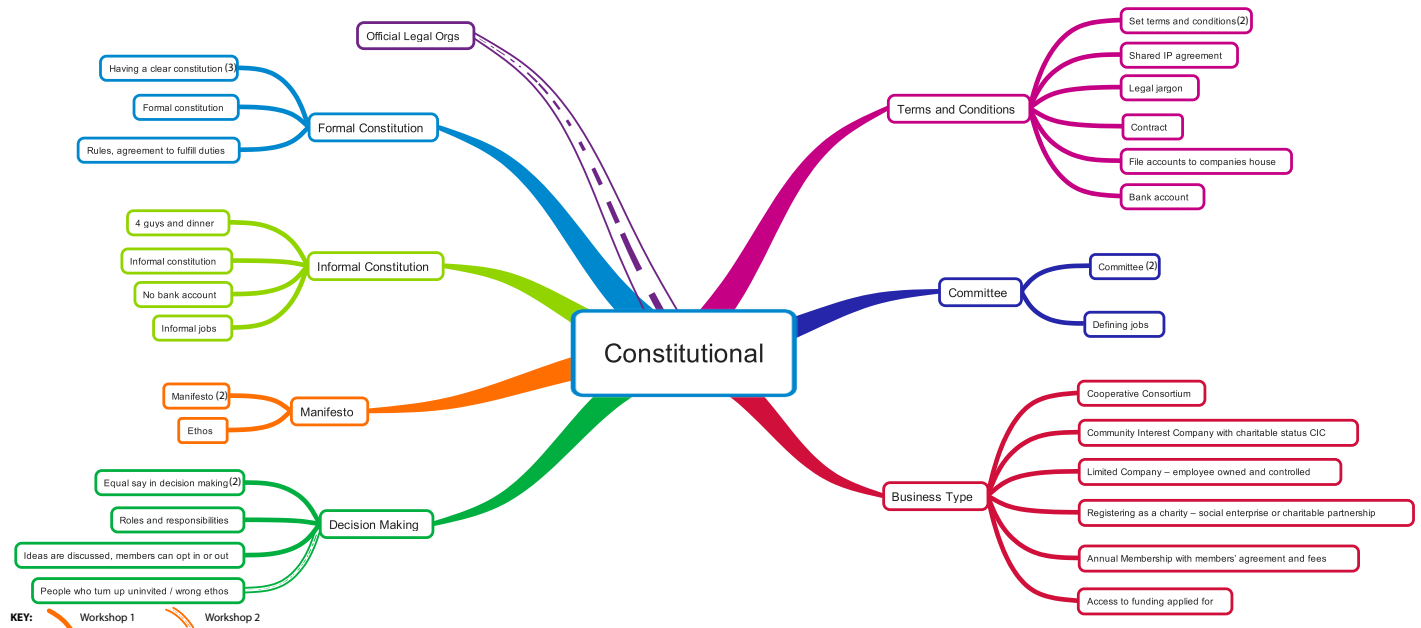 Official Legal Orgs
Having a clear constitution (3)
Formal constitution
Rules, agreement to fulfill duties
Formal Constitution
4 guys and dinner
Informal constitution
No bank account
Informal jobs
Informal Constitution
Manifesto (2)
Ethos
Manifesto
Equal say in decision making (2)
Roles and responsibilities
Ideas are discussed, members can opt in or out
People who turn up uninvited / wrong ethos
Decision Making
Constitutional
Terms and Conditions
Set terms and conditions (2)
Shared IP agreement
Legal jargon
Contract
File accounts to companies house
Bank account
Committee
Committee (2)
Defining jobs
Business Type
Cooperative Consortium
Community Interest Company with charitable status CIC
Limited Company – employee owned and controlled
Registering as a charity – social enterprise or charitable partnership
Annual Membership with members' agreement and fees
Access to funding applied for
KEY: Workshop 1 Workshop 2